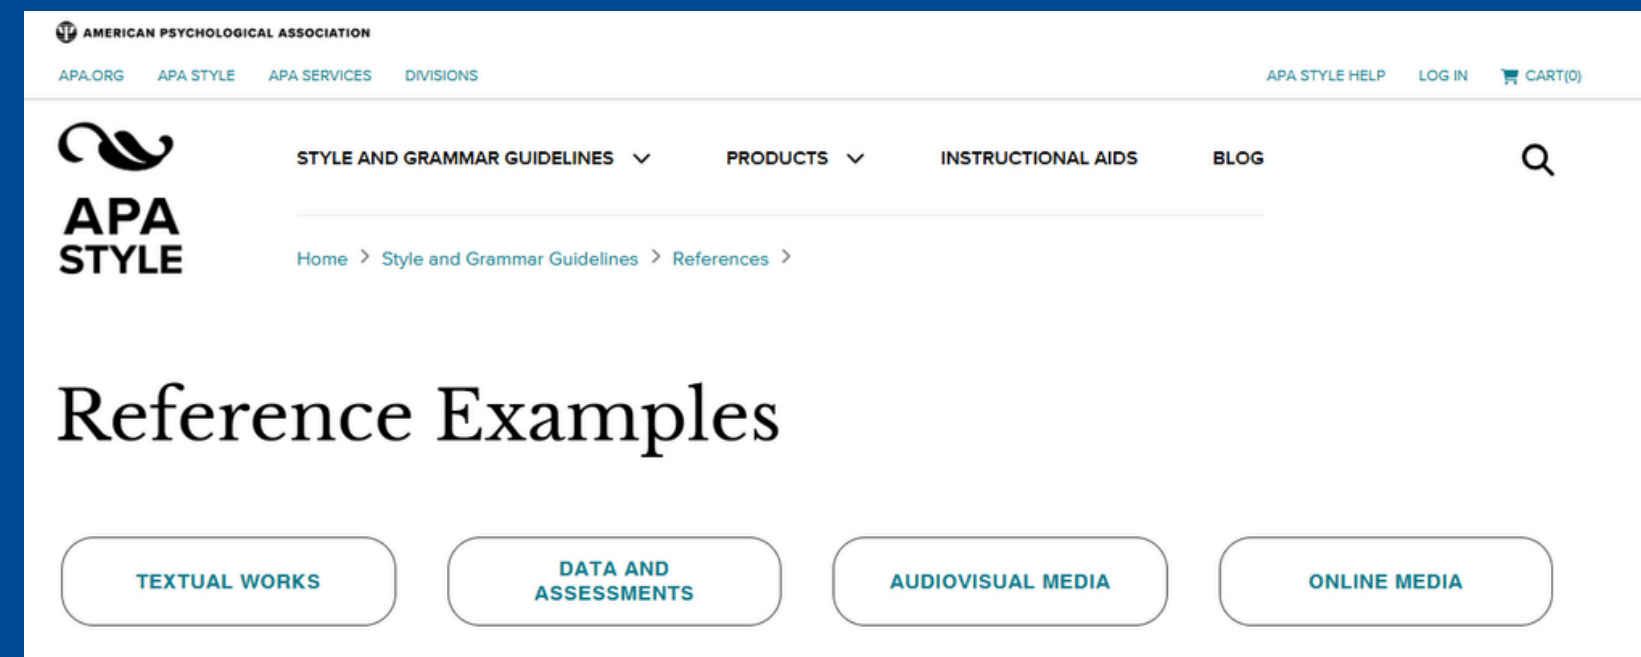 AMERICAN PSYCHOLOGICAL ASSOCIATION
APA.ORG APA STYLE APA SERVICES DIVISIONS APA STYLE HELP LOG IN CART(0)
APA
STYLE
STYLE AND GRAMMAR GUIDELINES PRODUCTS INSTRUCTIONAL AIDS BLOG
Home > Style and Grammar Guidelines > References >
Reference Examples
TEXTUAL WORKS
DATA AND
ASSESSMENTS
AUDIOVISUAL MEDIA
ONLINE MEDIA